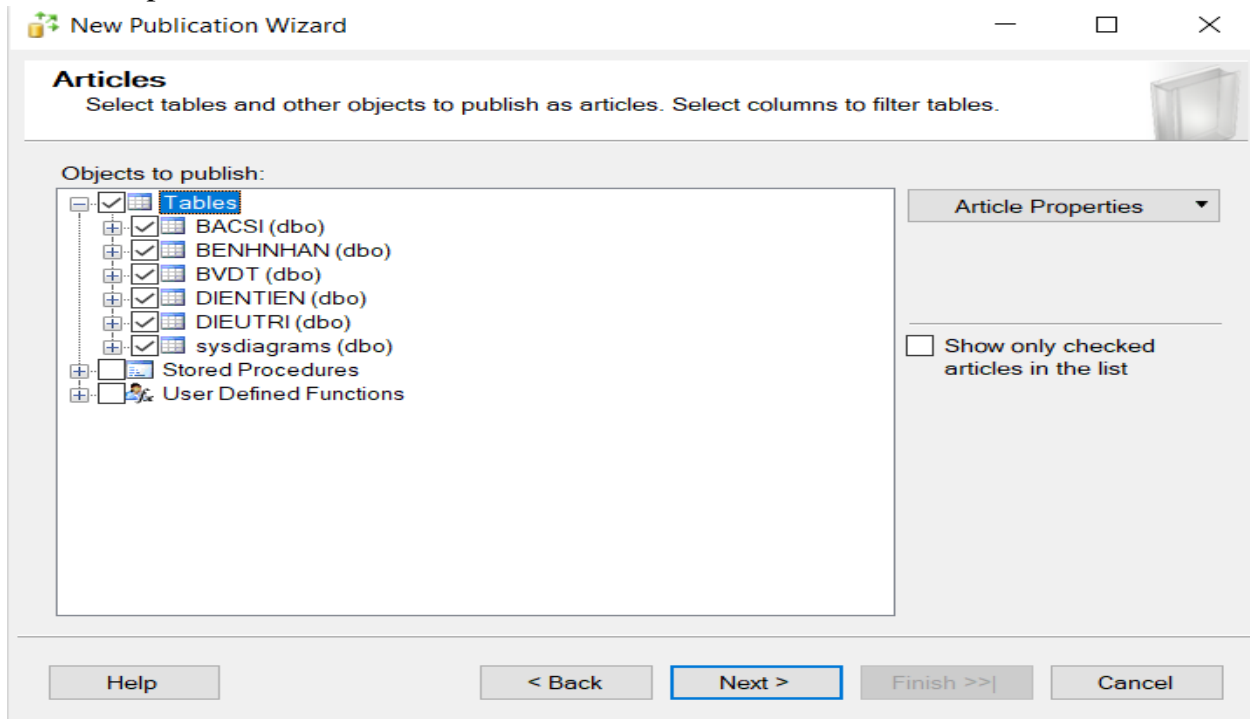 New Publication Wizard
Articles
Select tables and other objects to publish as articles. Select columns to filter tables.
Objects to publish:
Tables
BACSI (dbo)
BENHNHAN (dbo)
BVDT (dbo)
DIENTIEN (dbo)
DIEUTRI (dbo)
sysdiagrams (dbo)
Stored Procedures
User Defined Functions
Article Properties
Show only checked
articles in the list
Help
< Back
Next >
Finish >>|
Cancel